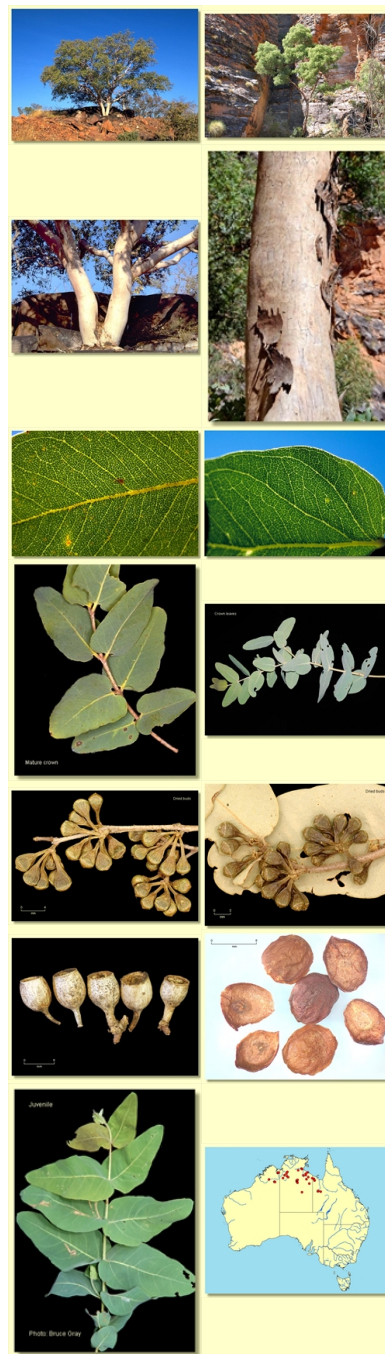 Mature crown
Crown leaves
Dried buds
Dried buds
Juvenile
Photo: Bruce Gray